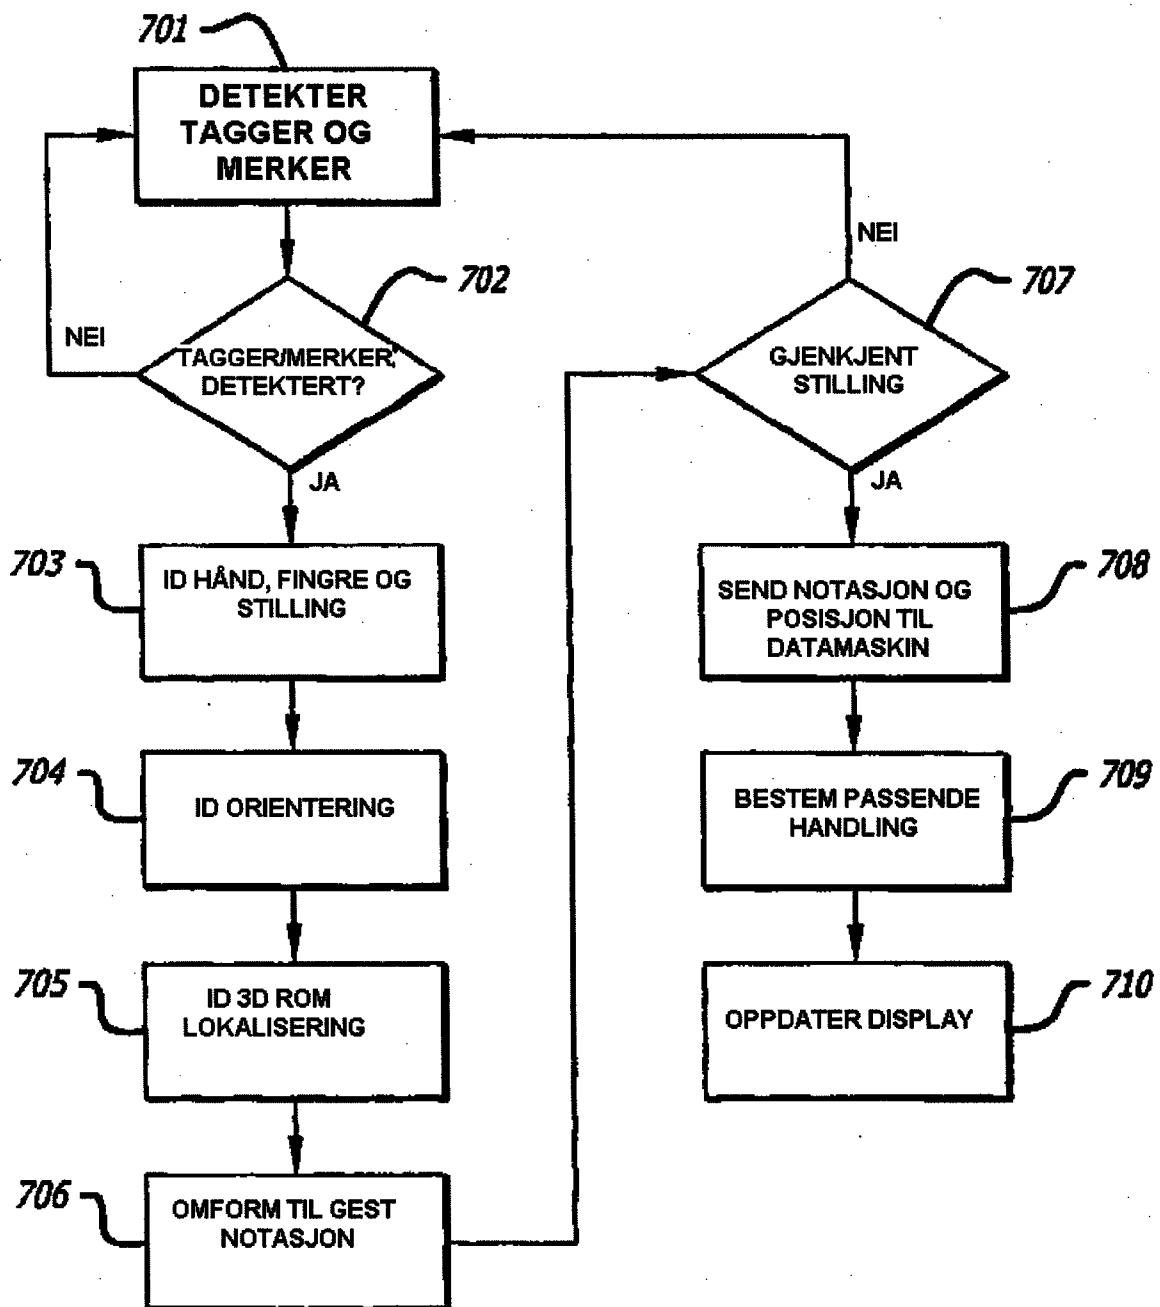 701
DETEKTER
TAGGER OG
MERKER
702
NEI
TAGGER/MERKER,
DETEKTERT?
JA
703
ID HÅND, FINGRE OG
STILLING
704
ID ORIENTERING
705
ID 3D ROM
LOKALISERING
706
OMFORM TIL GEST
NOTASJON
NEI
707
GJENKJENT
STILLING
JA
708
SEND NOTASJON OG
POSISJON TIL
DATAMASKIN
709
BESTEM PASSENDE
HANDLING
710
OPPDATER DISPLAY